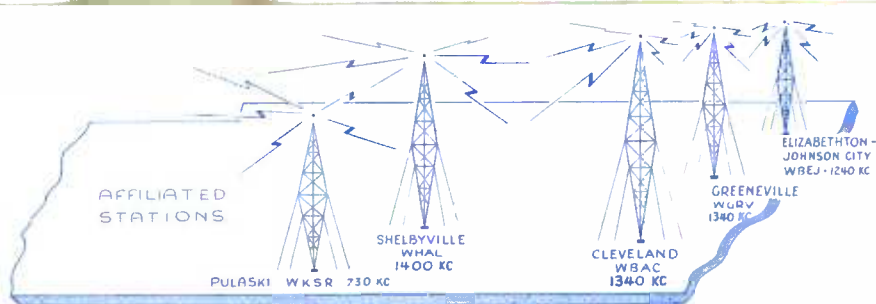 AFFILIATED
STATIONS
PULASKI WKSR 730 KC
SHELBYVILLE
WHAL
1400 KC
CLEVELAND
WBAC
1340 KC
GREENEVILLE
WGRV
1340 KC
ELIZABETHTON-
JOHNSON CITY
WBEJ - 1240 KC